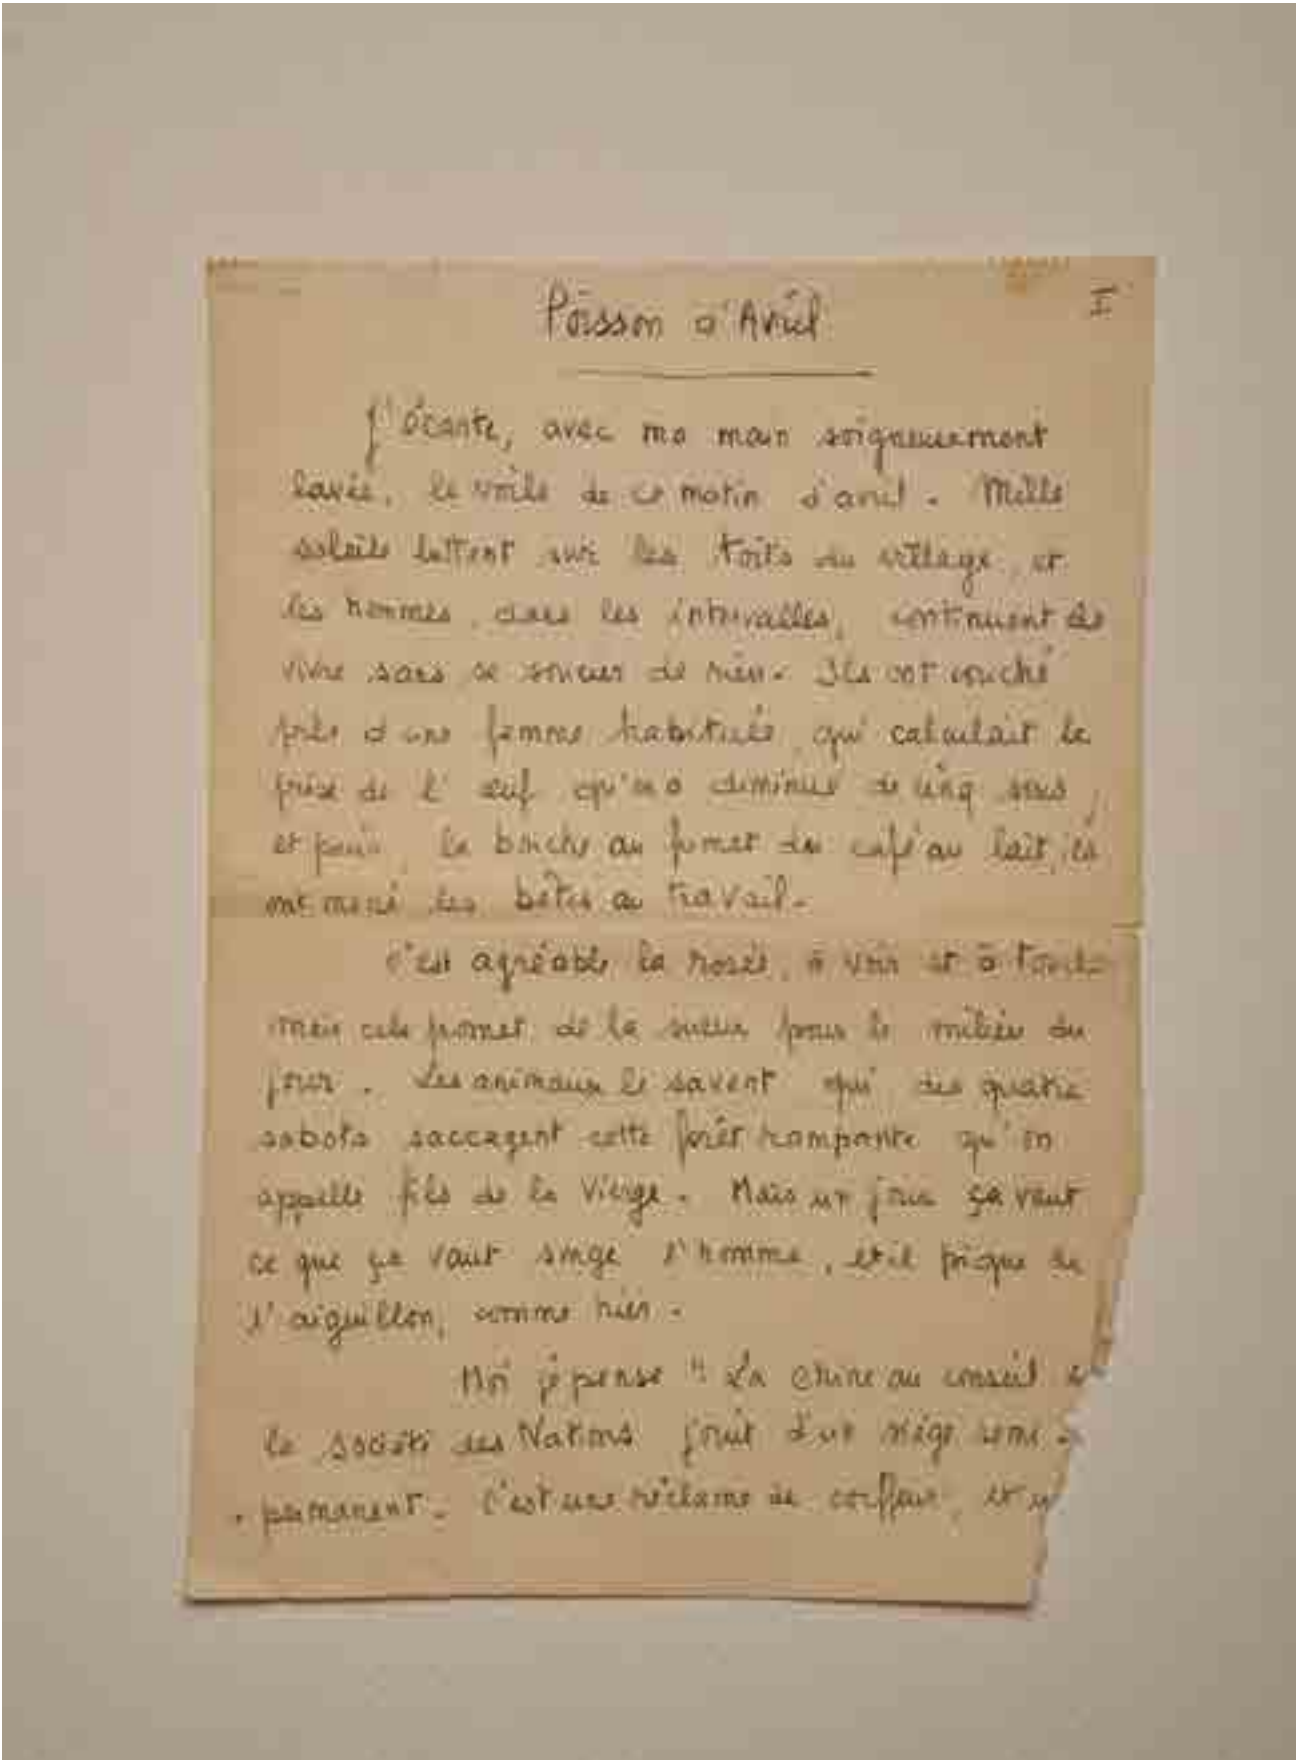 Poisson d'Avril
I
J'écarte, avec ma main soigneusement
lavée, le voile de ce matin d'avril. Mille
soleils luttent sur les toits du village, et
les hommes, dans les intervalles, continuent de
vivre sans se soucier de rien. Ils ont couché
près d'une femme habituée qui calculait le
prix de l'œuf qu'on a diminué de cinq sous,
et puis, la bouche au fumet du café au lait, ils
ont mené les bêtes au travail.
C'est agréable la rosée, à voir et à
mais cela promet de la sueur pour le milieu du
jour. Les animaux le savent qui des quatre
sabots saccagent cette forêt rampante qu'on
appelle fils de la Vierge. Mais un jour ça vaut
ce que ça vaut songe l'homme, et il pique de
l'aiguillon, comme hier.
Moi je pense " La Chine au conseil
la société des Nations jouit d'un siège semi-
permanent. C'est une réclame de coiffeur, et